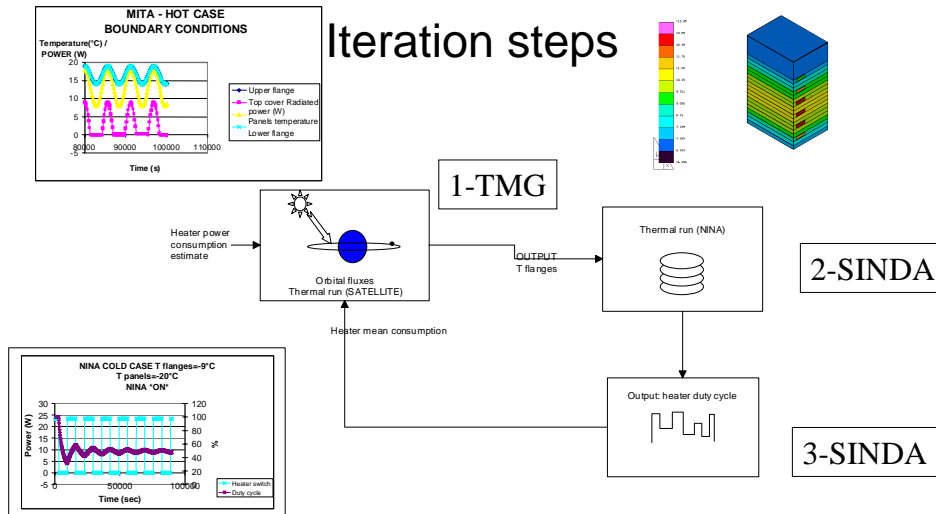 Iteration steps
MITA - HOT CASE
BOUNDARY CONDITIONS
Temperature(°C) /
POWER (W)
20
15
10
5
0
-5
80000 90000 100000 110000
Time (s)
Upper flange
Top cover Radiated
power (W)
Panels temperature
Lower flange
1-TMG
Heater power
consumption
estimate
Orbital fluxes
Thermal run (SATELLITE)
OUTPUT
T flanges
Thermal run (NINA)
2-SINDA
Heater mean consumption
Output: heater duty cycle
3-SINDA
NINA COLD CASE T flanges=-9°C
T panels=-20°C
NINA *ON*
Power (W)
30
25
20
15
10
5
0
-5
120
100
80
60
40
20
0
%
0 50000 100000
Time (sec)
Heater switch
Duty cycle